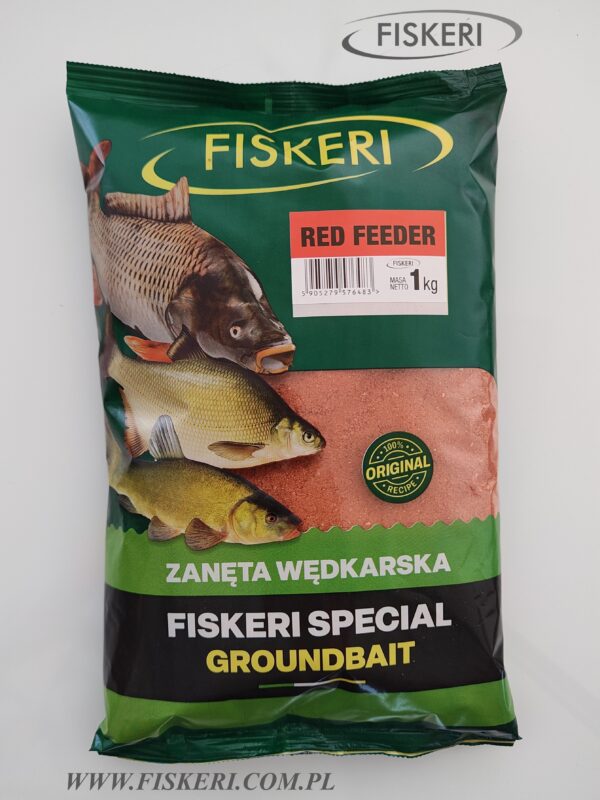 FISKERI
FISKERI
RED FEEDER
FISKERI
MASA
NETTO 1 kg
5 905279 576483 >
100%
ORIGINAL
RECIPE
ZANĘTA WĘDKARSKA
FISKERI SPECIAL
GROUNDBAIT
WWW.FISKERI.COM.PL